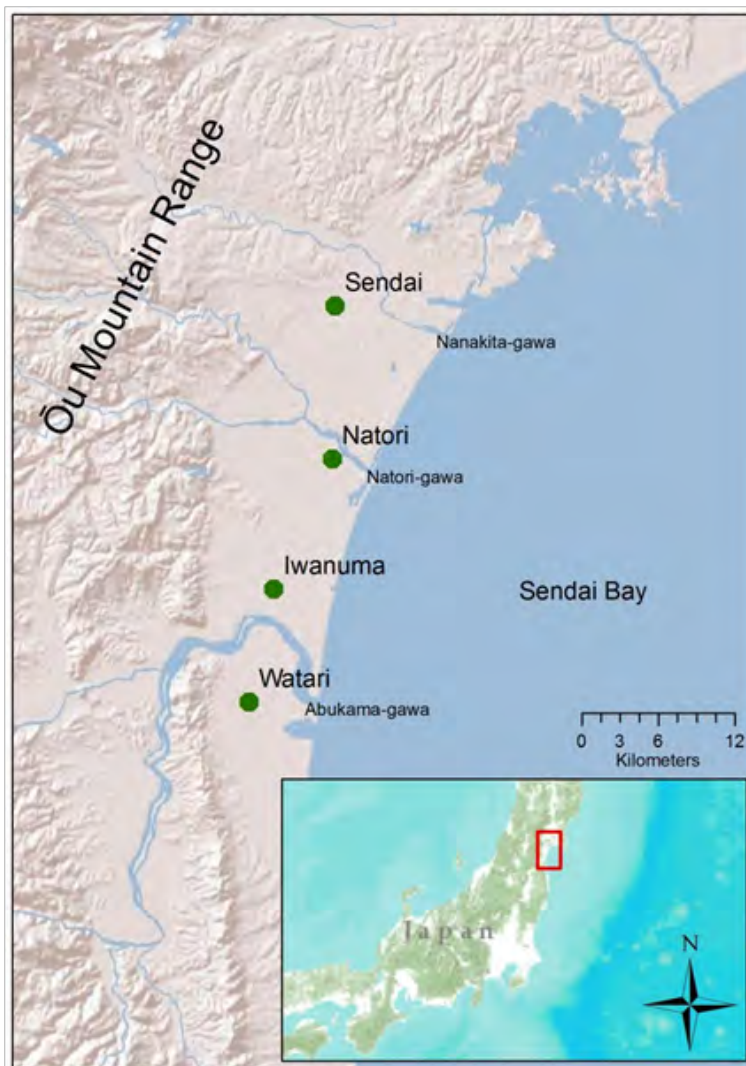 Ōu Mountain Range
Sendai
Nanakita-gawa
Natori
Natori-gawa
Iwanuma
Sendai Bay
Watari
Abukama-gawa
0 3 6 12
Kilometers
Japan
N